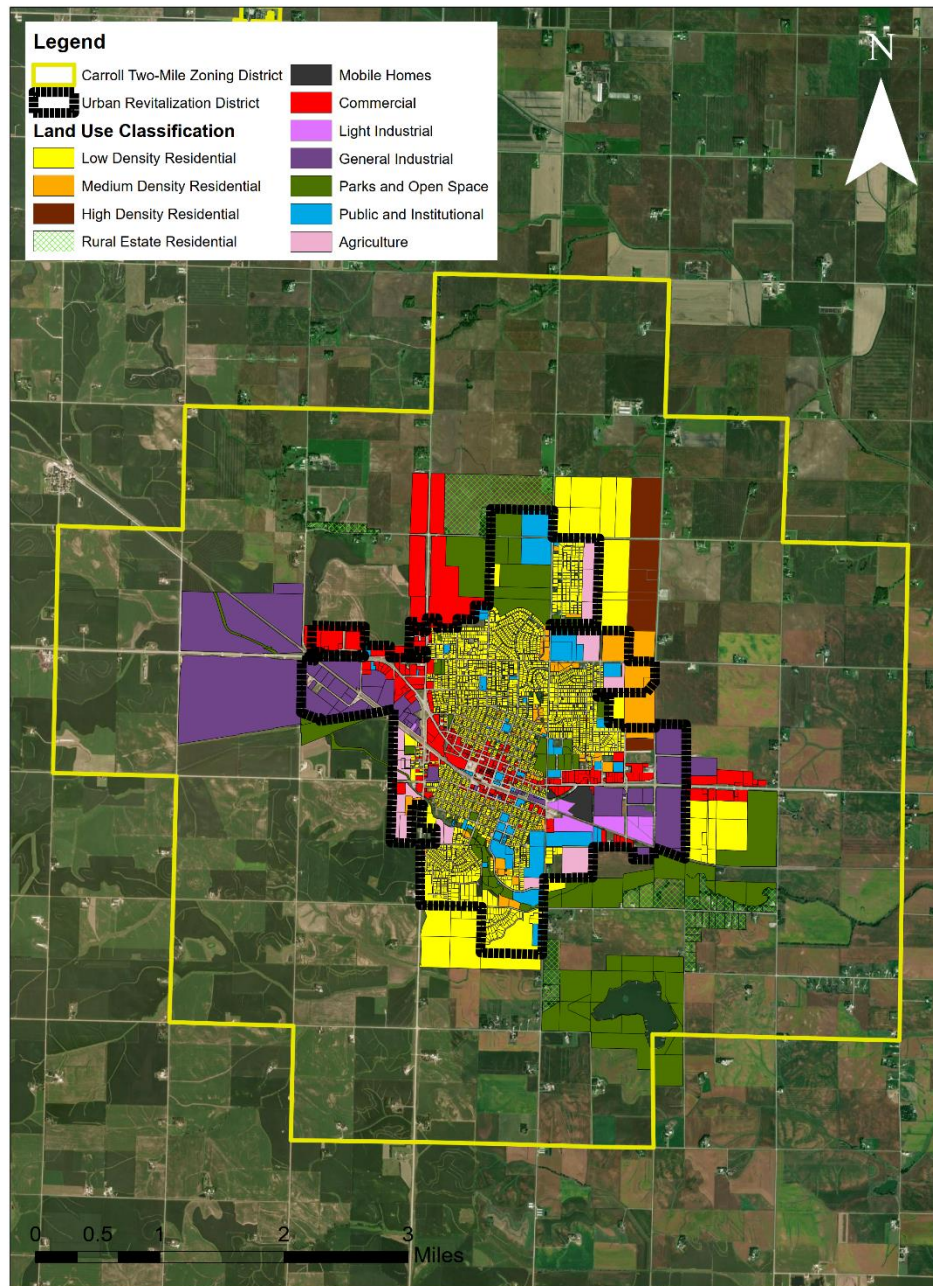 Legend
Carroll Two-Mile Zoning District
Urban Revitalization District
Land Use Classification
Low Density Residential
Medium Density Residential
High Density Residential
Rural Estate Residential
Mobile Homes
Commercial
Light Industrial
General Industrial
Parks and Open Space
Public and Institutional
Agriculture
N
0 0.5 1 2 3
Miles